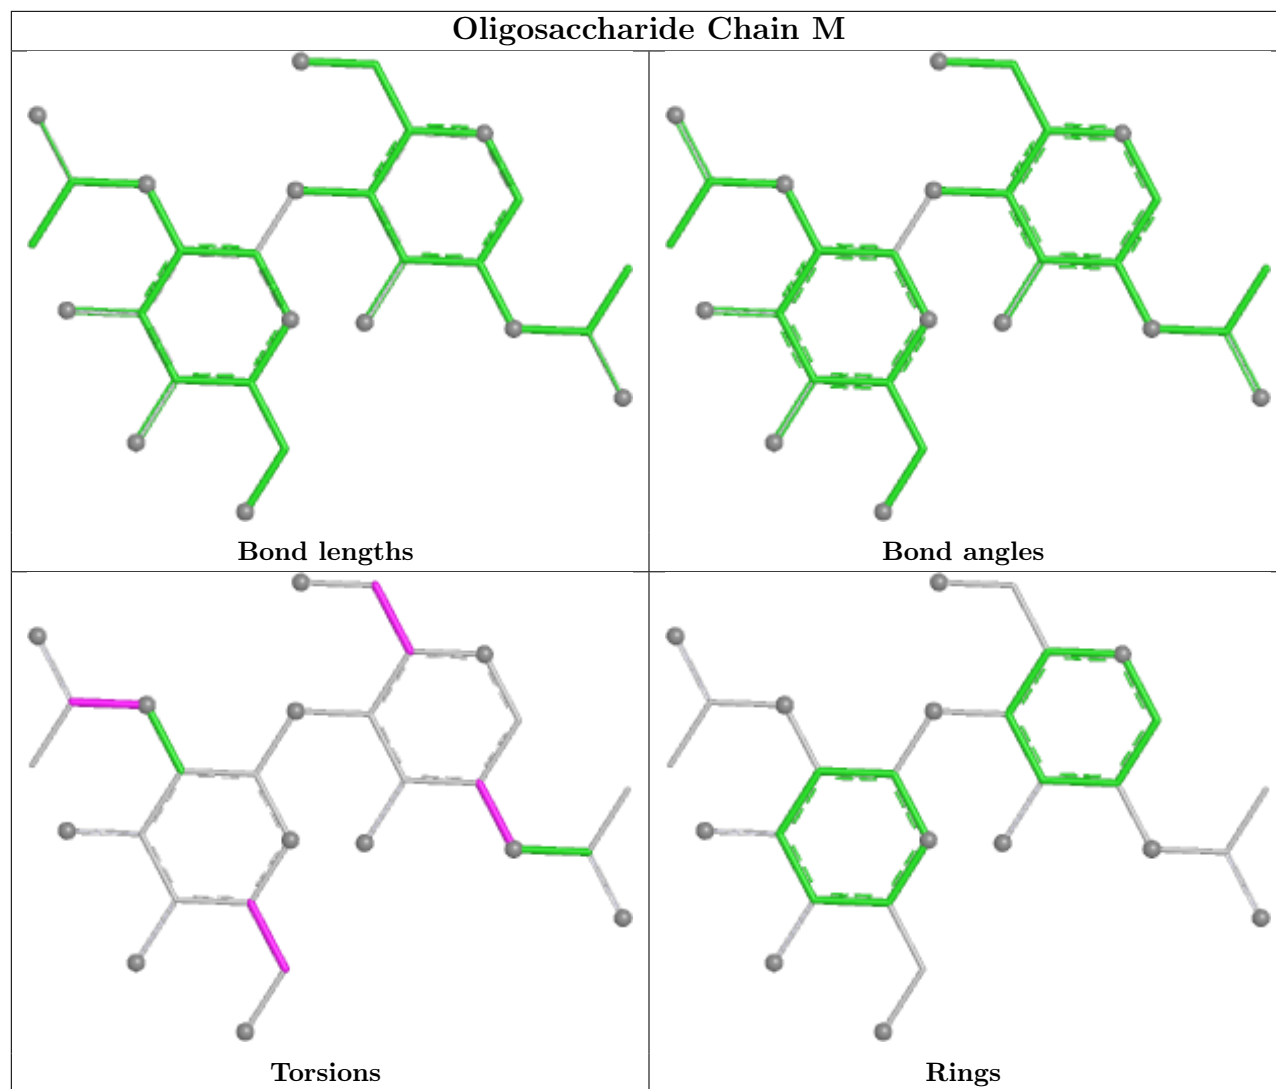 Oligosaccharide Chain M
Bond lengths
Bond angles
Torsions
Rings